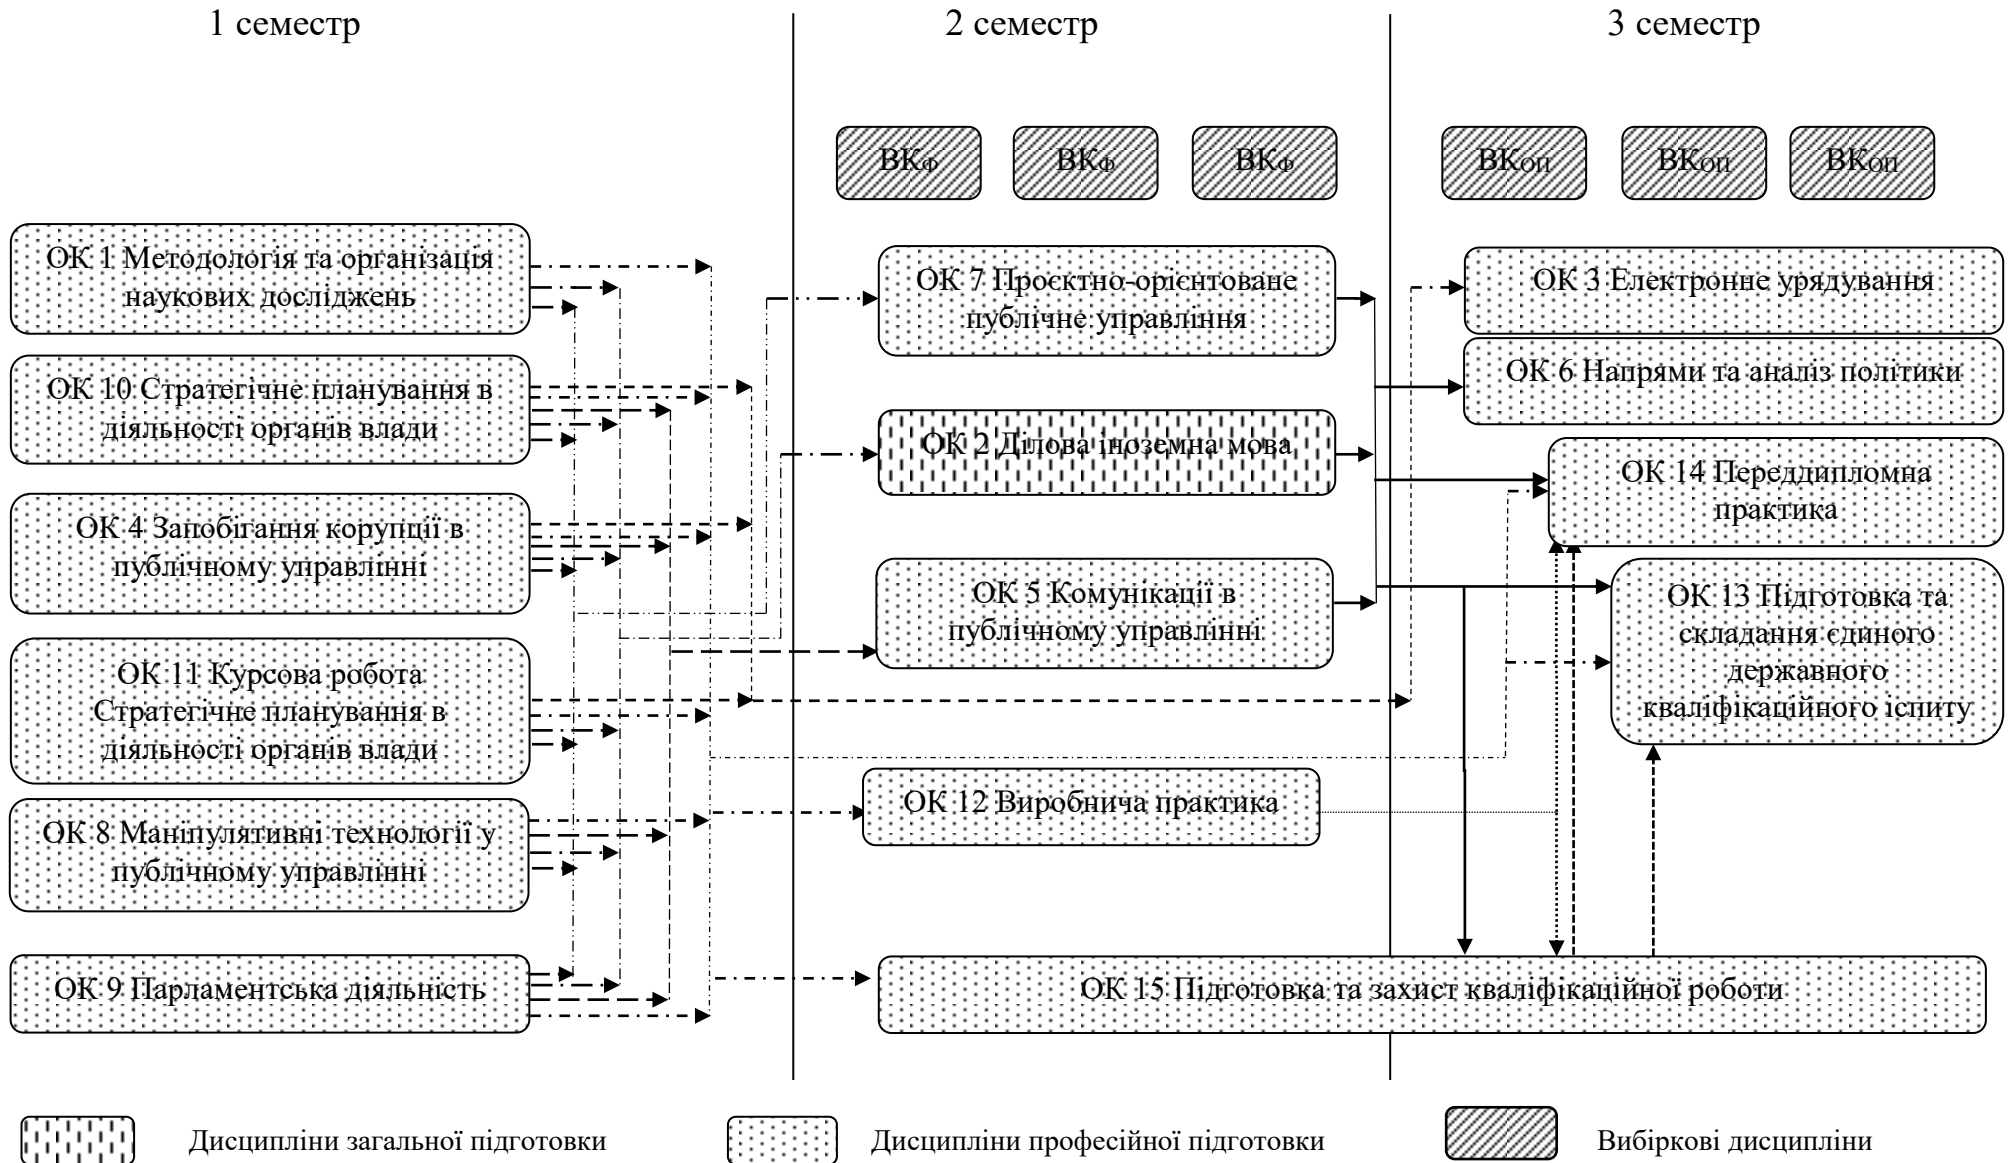 1 семестр
2 семестр
3 семестр
ВКФ
ВКФ
ВКФ
ВКОП
ВКОП
ВКОП
ОК 1 Методологія та організація
наукових досліджень
ОК 10 Стратегічне планування в
діяльності органів влади
ОК 4 Запобігання корупції в
публічному управлінні
ОК 11 Курсова робота
Стратегічне планування в
діяльності органів влади
ОК 8 Маніпулятивні технології у
публічному управлінні
ОК 9 Парламентська діяльність
ОК 7 Проєктно-орієнтоване
публічне управління
ОК 2 Ділова іноземна мова
ОК 5 Комунікації в
публічному управлінні
ОК 12 Виробнича практика
ОК 3 Електронне урядування
ОК 6 Напрями та аналіз політики
ОК 14 Переддипломна
практика
ОК 13 Підготовка та
складання єдиного
державного
кваліфікаційного іспиту
ОК 15 Підготовка та захист кваліфікаційної роботи
Дисципліни загальної підготовки
Дисципліни професійної підготовки
Вибіркові дисципліни